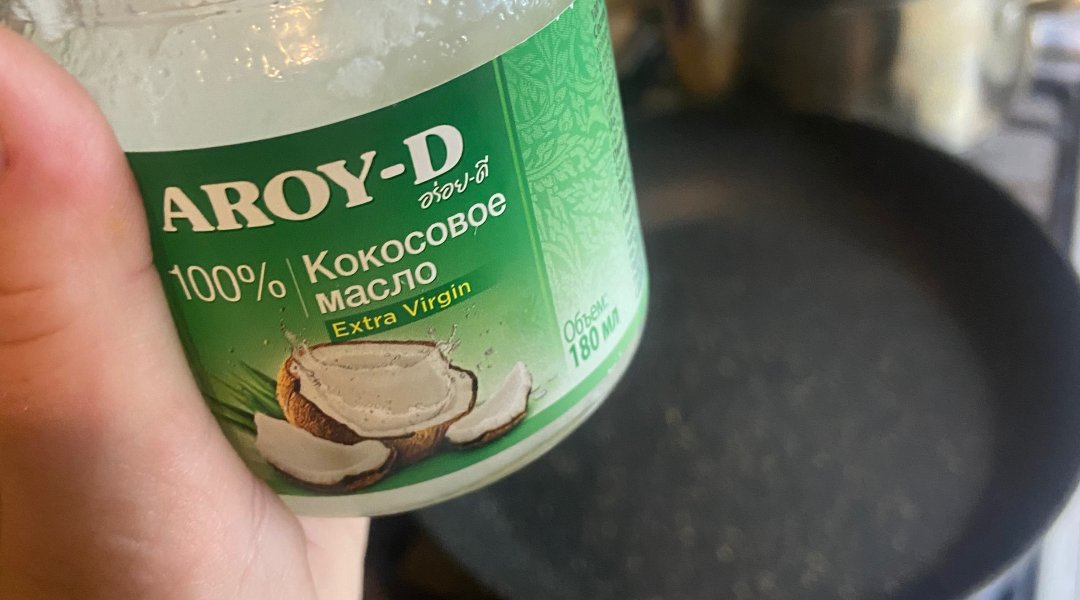 AROY-D
อร่อย-ดี
100%
Кокосовое
масло
Extra Virgin
Объем:
180 мл